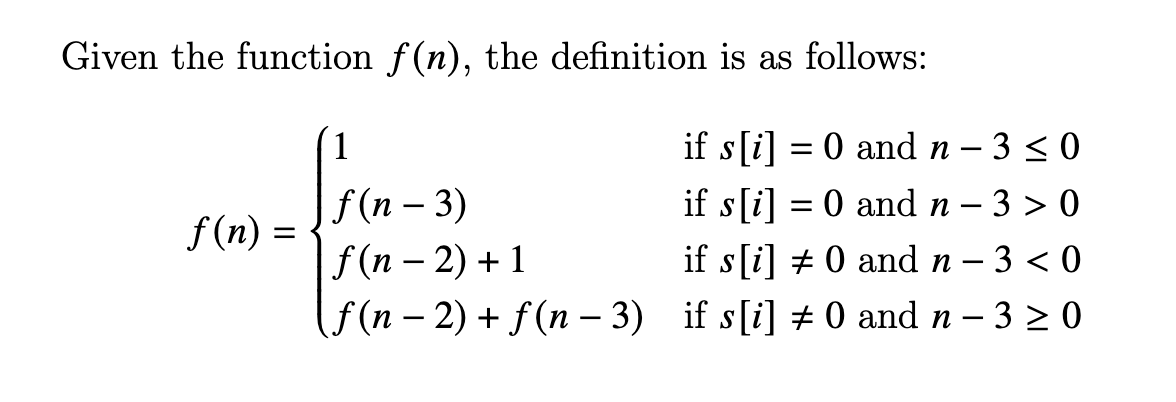 Given the function f(n), the definition is as follows:
f(n) = { 1 if s[i] = 0 and n − 3 ≤ 0
f(n − 3) if s[i] = 0 and n − 3 > 0
f(n − 2) + 1 if s[i] ≠ 0 and n − 3 < 0
f(n − 2) + f(n − 3) if s[i] ≠ 0 and n − 3 ≥ 0